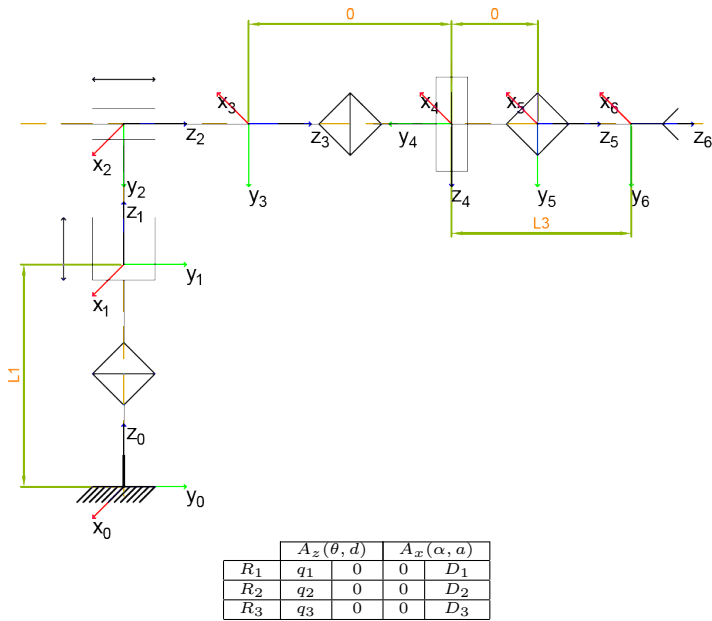 0 0
x₃ x₄ x₅ x₆
z₂ z₃ y₄ z₅ z₆
x₂
y₂ y₃ z₄ y₅ y₆
z₁
L3
y₁
x₁
L1
z₀
y₀
x₀
A_z(θ, d) A_x(α, a)
R₁ q₁ 0 0 D₁
R₂ q₂ 0 0 D₂
R₃ q₃ 0 0 D₃